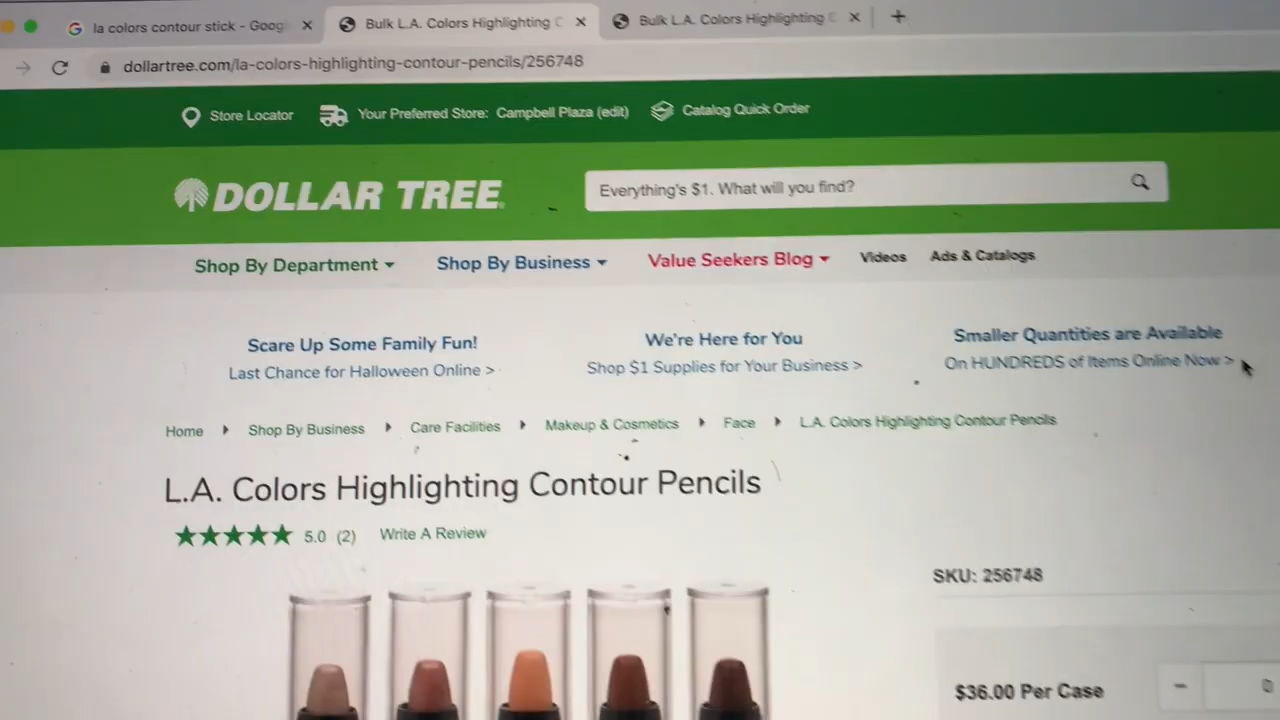 la colors contour stick - Goog
Bulk L.A. Colors Highlighting C
Bulk L.A. Colors Highlighting C
dollartree.com/la-colors-highlighting-contour-pencils/256748
Store Locator
Your Preferred Store: Campbell Plaza (edit)
Catalog Quick Order
DOLLAR TREE
Everything's $1. What will you find?
Shop By Department
Shop By Business
Value Seekers Blog
Videos
Ads & Catalogs
Scare Up Some Family Fun!
Last Chance for Halloween Online >
We're Here for You
Shop $1 Supplies for Your Business >
Smaller Quantities are Available
On HUNDREDS of Items Online Now >
Home
Shop By Business
Care Facilities
Makeup & Cosmetics
Face
L.A. Colors Highlighting Contour Pencils
L.A. Colors Highlighting Contour Pencils
5.0 (2)
Write A Review
SKU: 256748
$36.00 Per Case
0